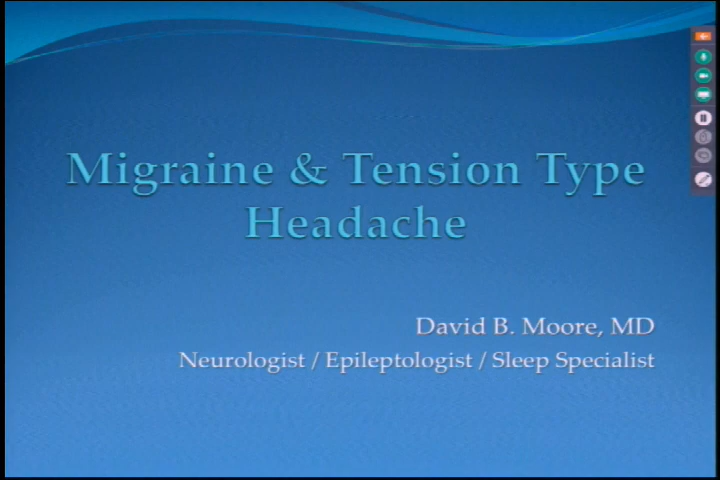 Migraine & Tension Type
Headache
David B. Moore, MD
Neurologist / Epileptologist / Sleep Specialist